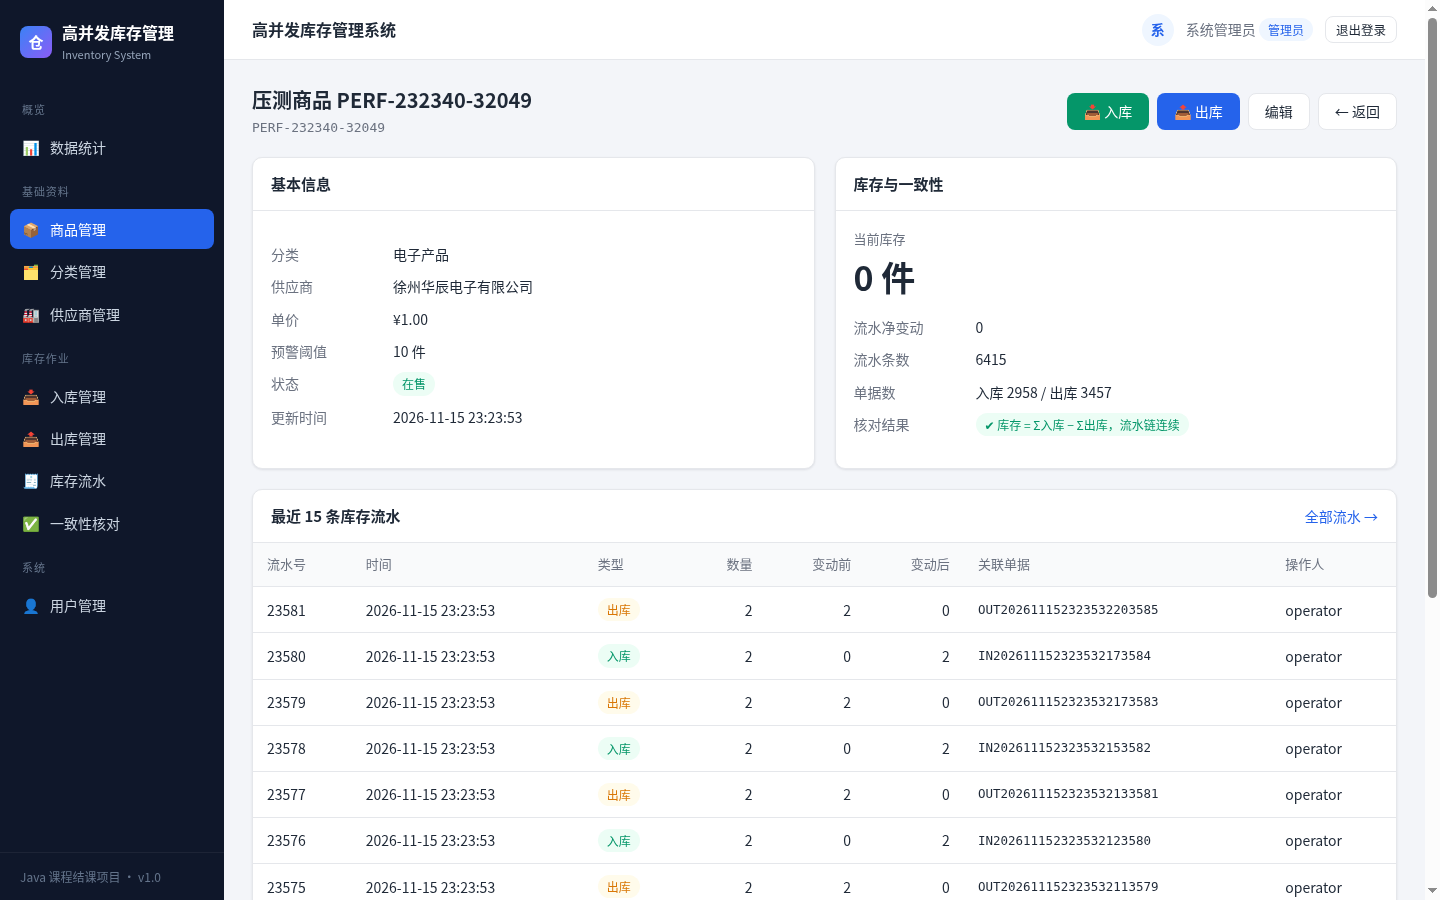 仓
高并发库存管理
Inventory System
概览
数据统计
基础资料
商品管理
分类管理
供应商管理
库存作业
入库管理
出库管理
库存流水
一致性核对
系统
用户管理
Java 课程结课项目 · v1.0
高并发库存管理系统
系 系统管理员 管理员 退出登录
压测商品 PERF-232340-32049
PERF-232340-32049
入库 出库 编辑 ← 返回
基本信息
分类 电子产品
供应商 徐州华辰电子有限公司
单价 ¥1.00
预警阈值 10 件
状态 在售
更新时间 2026-11-15 23:23:53
库存与一致性
当前库存
0 件
流水净变动 0
流水条数 6415
单据数 入库 2958 / 出库 3457
核对结果 ✔ 库存 = Σ入库 − Σ出库，流水链连续
最近 15 条库存流水 全部流水 →
流水号 时间 类型 数量 变动前 变动后 关联单据 操作人
23581 2026-11-15 23:23:53 出库 2 2 0 OUT202611152323532203585 operator
23580 2026-11-15 23:23:53 入库 2 0 2 IN202611152323532173584 operator
23579 2026-11-15 23:23:53 出库 2 2 0 OUT202611152323532173583 operator
23578 2026-11-15 23:23:53 入库 2 0 2 IN202611152323532153582 operator
23577 2026-11-15 23:23:53 出库 2 2 0 OUT202611152323532133581 operator
23576 2026-11-15 23:23:53 入库 2 0 2 IN202611152323532123580 operator
23575 2026-11-15 23:23:53 出库 2 2 0 OUT202611152323532113579 operator